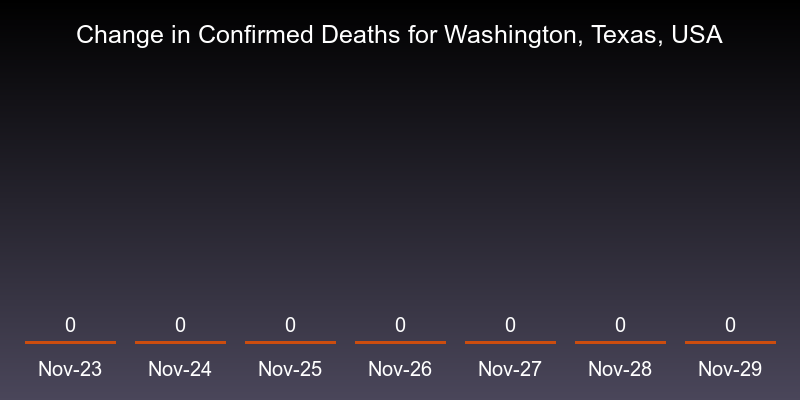 Change in Confirmed Deaths for Washington, Texas, USA
0 0 0 0 0 0 0
Nov-23 Nov-24 Nov-25 Nov-26 Nov-27 Nov-28 Nov-29